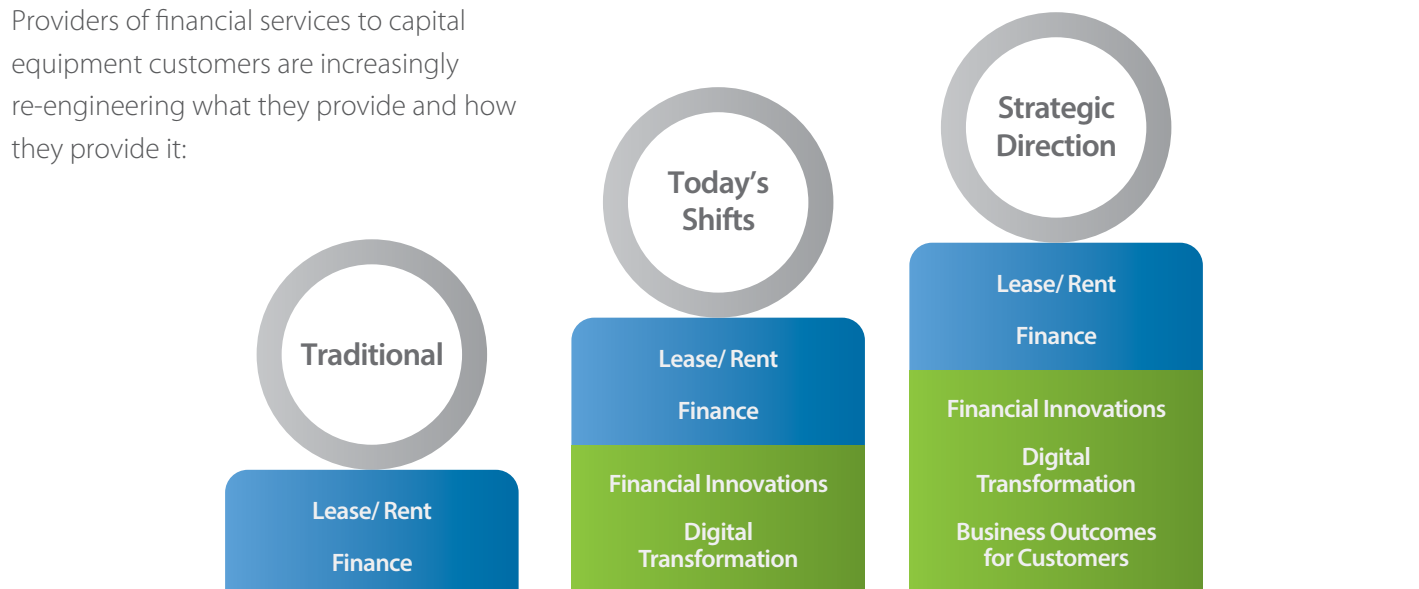 Providers of financial services to capital
equipment customers are increasingly
re-engineering what they provide and how
they provide it:
Traditional
Lease/ Rent
Finance
Today’s
Shifts
Lease/ Rent
Finance
Financial Innovations
Digital
Transformation
Strategic
Direction
Lease/ Rent
Finance
Financial Innovations
Digital
Transformation
Business Outcomes
for Customers